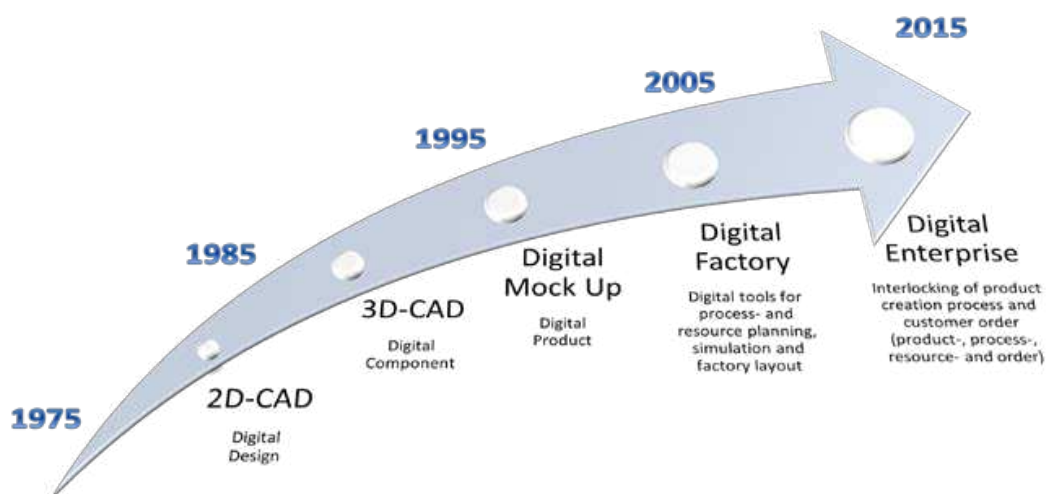 1975
1985
1995
2005
2015
2D-CAD
Digital
Design
3D-CAD
Digital
Component
Digital
Mock Up
Digital
Product
Digital
Factory
Digital tools for
process- and
resource planning,
simulation and
factory layout
Digital
Enterprise
Interlocking of product
creation process and
customer order
(product-, process-,
resource- and order)